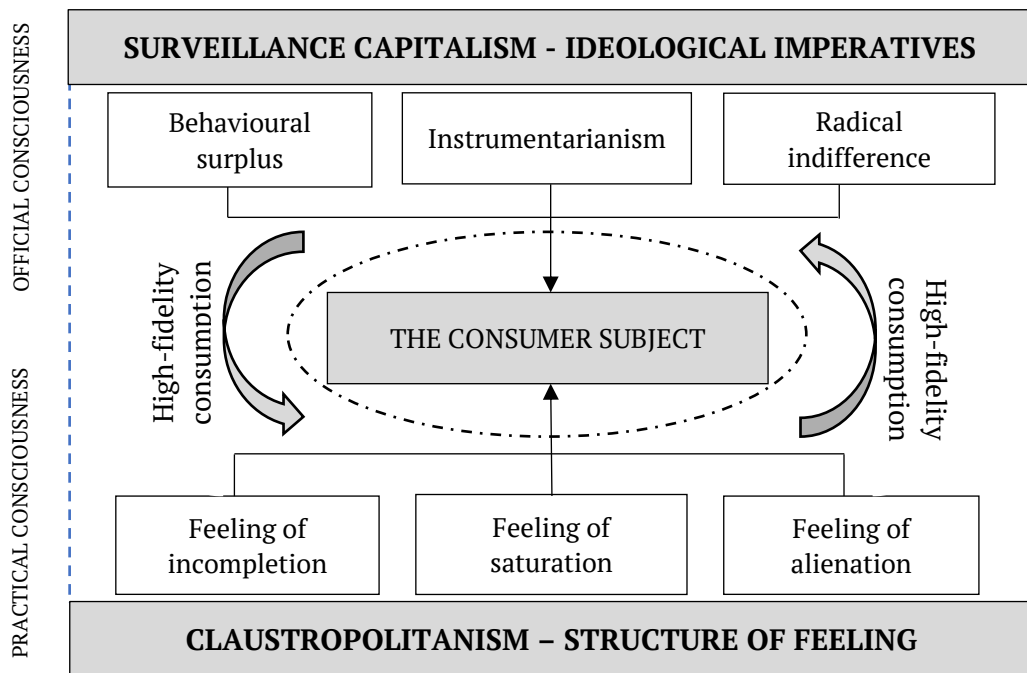 SURVEILLANCE CAPITALISM - IDEOLOGICAL IMPERATIVES
OFFICIAL CONSCIOUSNESS
Behavioural
surplus
Instrumentarianism
Radical
indifference
High-fidelity
consumption
THE CONSUMER SUBJECT
High-fidelity
consumption
PRACTICAL CONSCIOUSNESS
Feeling of
incompletion
Feeling of
saturation
Feeling of
alienation
CLAUSTROPOLITANISM – STRUCTURE OF FEELING